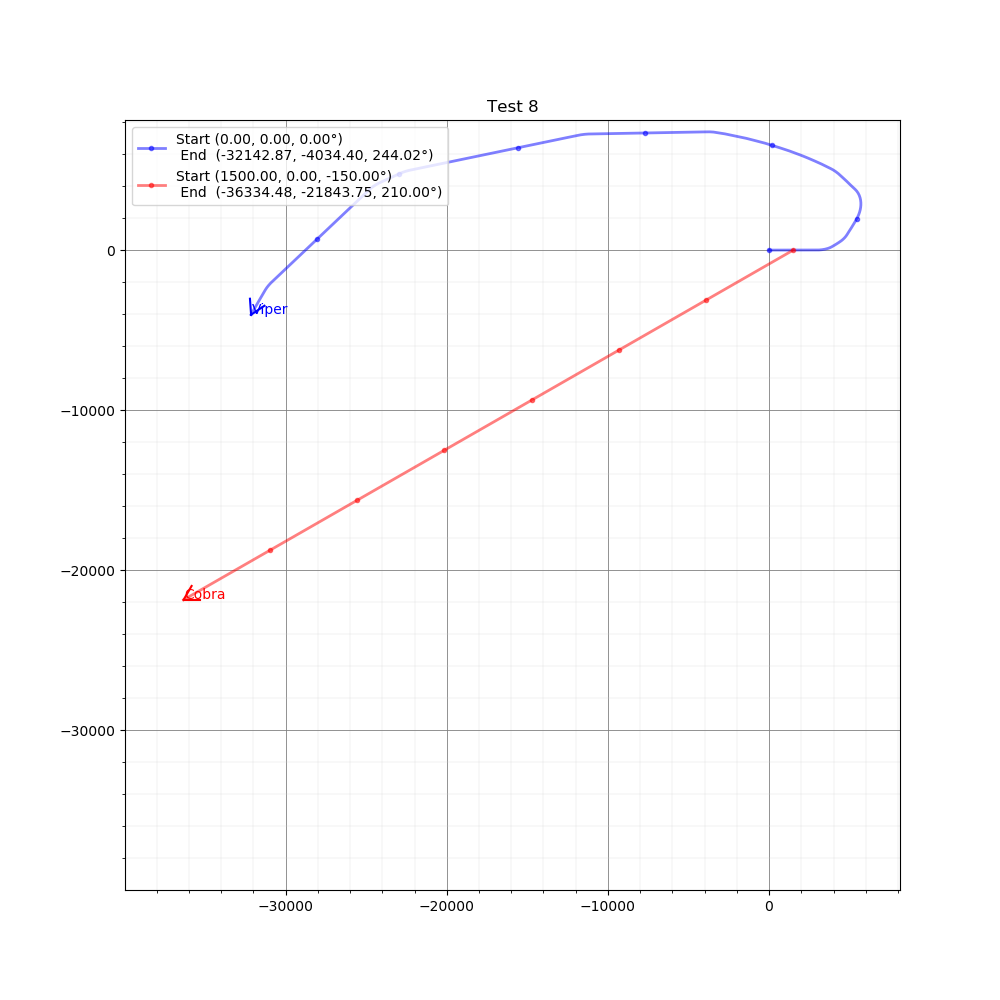 Test 8
Start (0.00, 0.00, 0.00°)
End  (-32142.87, -4034.40, 244.02°)
Start (1500.00, 0.00, -150.00°)
End  (-36334.48, -21843.75, 210.00°)
0
−10000
−20000
−30000
Viper
Cobra
−30000
−20000
−10000
0